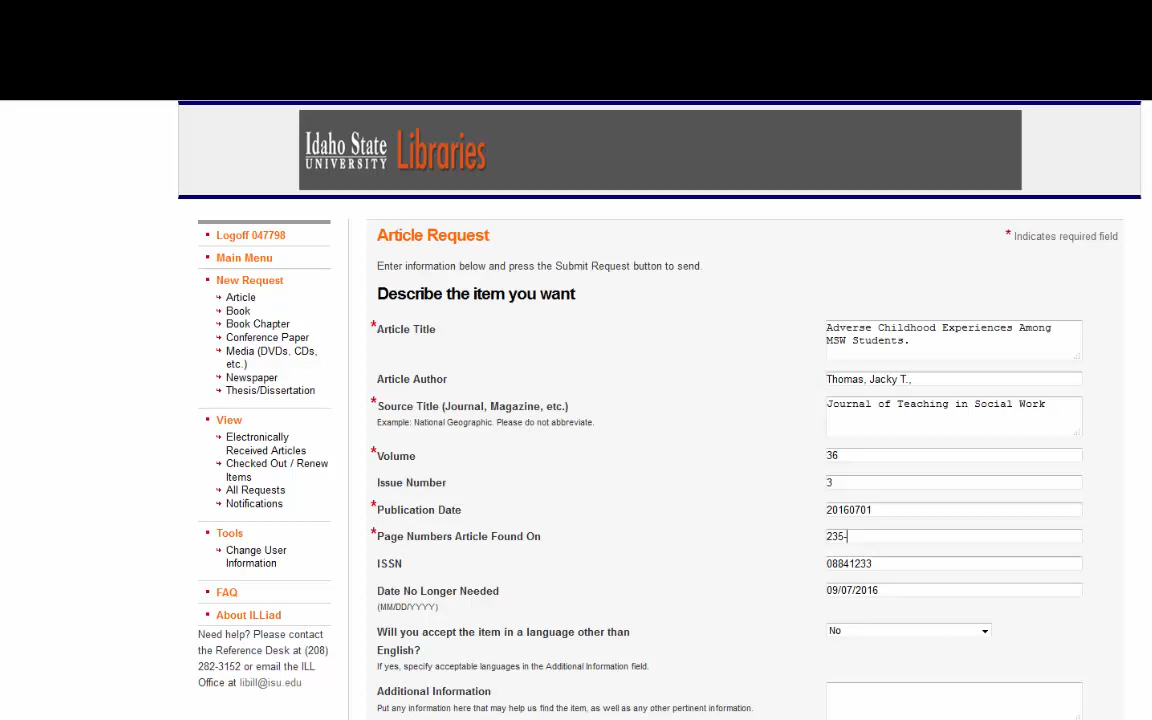 Idaho State
UNIVERSITY
Libraries
Logoff 047798
Main Menu
New Request
Article
Book
Book Chapter
Conference Paper
Media (DVDs, CDs,
etc.)
Newspaper
Thesis/Dissertation
View
Electronically
Received Articles
Checked Out / Renew
Items
All Requests
Notifications
Tools
Change User
Information
FAQ
About ILLiad
Need help? Please contact
the Reference Desk at (208)
282-3152 or email the ILL
Office at libill@isu.edu
Article Request
* Indicates required field
Enter information below and press the Submit Request button to send.
Describe the item you want
*Article Title
Adverse Childhood Experiences Among
MSW Students.
Article Author
Thomas, Jacky T.,
*Source Title (Journal, Magazine, etc.)
Example: National Geographic. Please do not abbreviate.
Journal of Teaching in Social Work
*Volume
36
Issue Number
3
*Publication Date
20160701
*Page Numbers Article Found On
235-
ISSN
08841233
Date No Longer Needed
(MM/DD/YYYY)
09/07/2016
Will you accept the item in a language other than
English?
If yes, specify acceptable languages in the Additional Information field.
No
Additional Information
Put any information here that may help us find the item, as well as any other pertinent information.